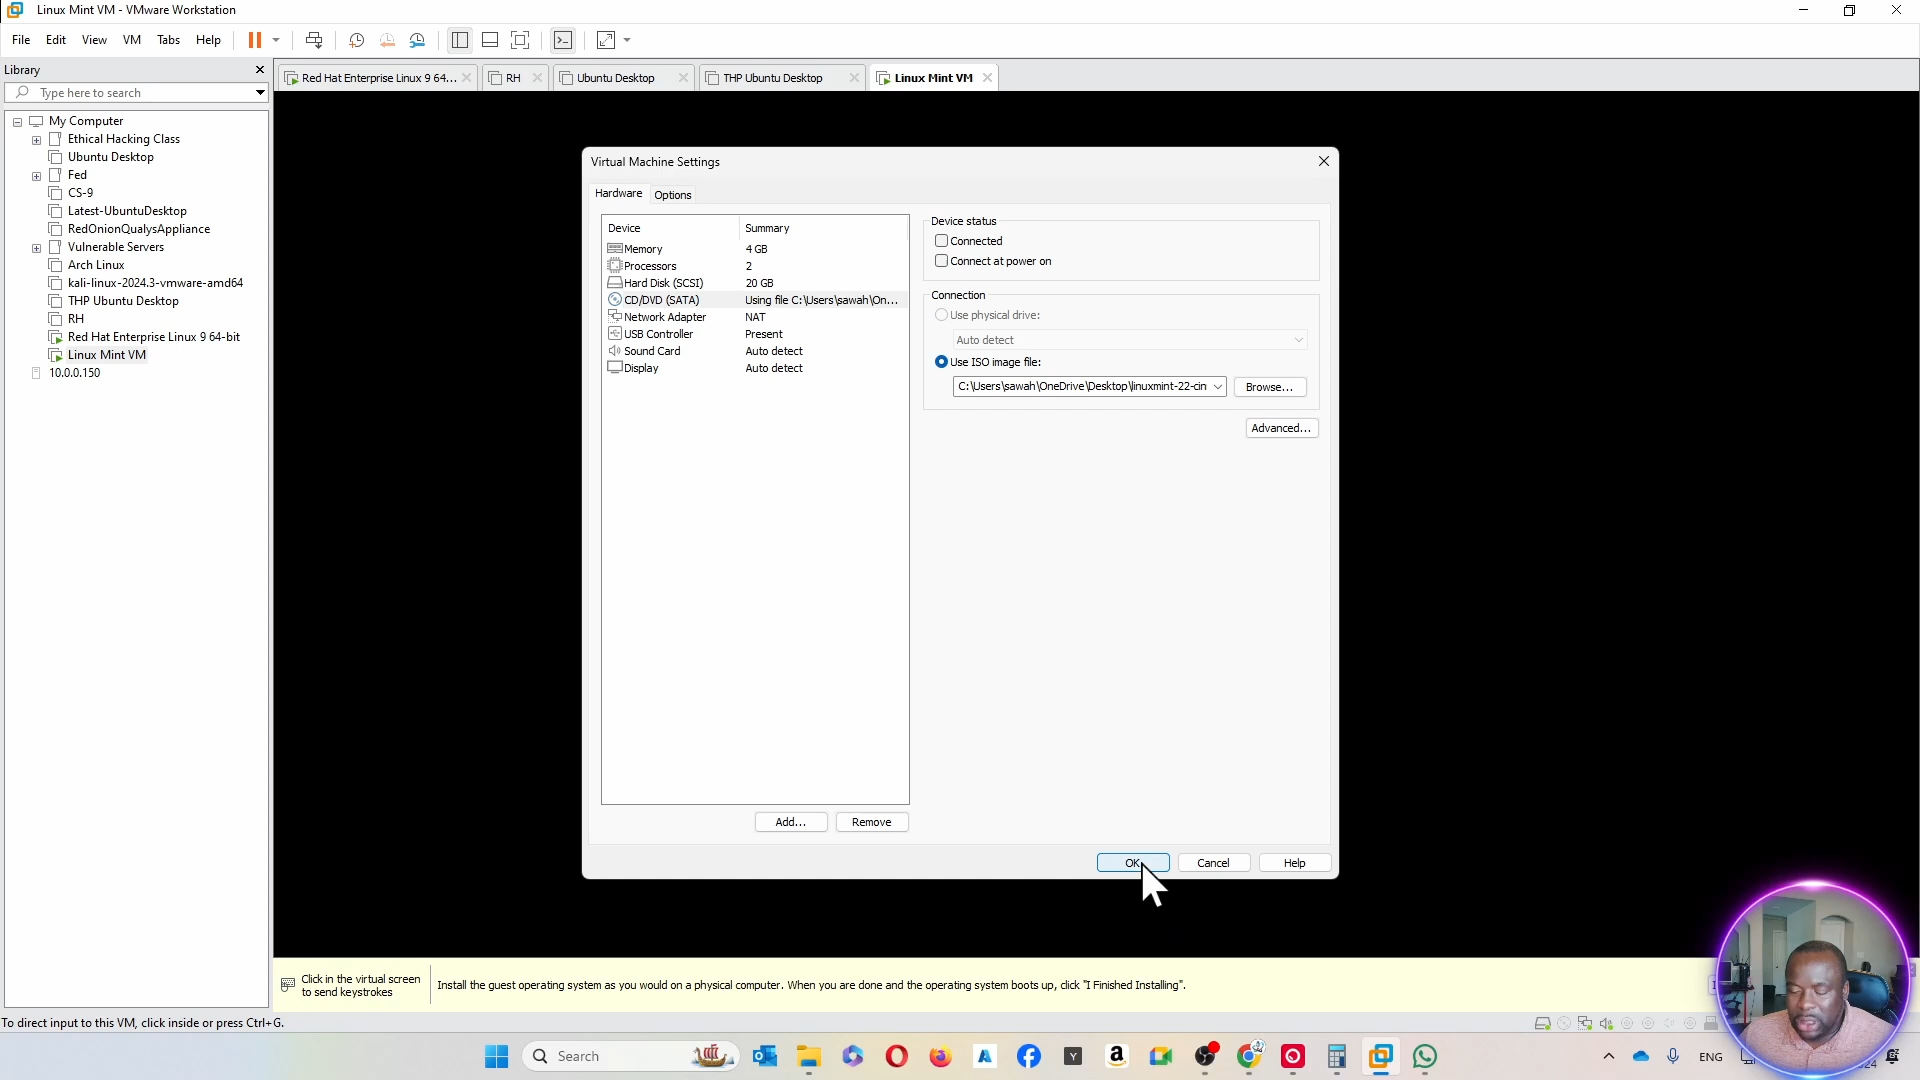 Linux Mint VM - VMware Workstation
File Edit View VM Tabs Help
Library
Type here to search
My Computer
Ethical Hacking Class
Ubuntu Desktop
Fed
CS-9
Latest-UbuntuDesktop
RedOnionQualysAppliance
Vulnerable Servers
Arch Linux
kali-linux-2024.3-vmware-amd64
THP Ubuntu Desktop
RH
Red Hat Enterprise Linux 9 64-bit
Linux Mint VM
10.0.0.150
Red Hat Enterprise Linux 9 64... RH Ubuntu Desktop THP Ubuntu Desktop Linux Mint VM
Virtual Machine Settings
Hardware Options
Device Summary
Memory 4 GB
Processors 2
Hard Disk (SCSI) 20 GB
CD/DVD (SATA) Using file C:\Users\sawah\On...
Network Adapter NAT
USB Controller Present
Sound Card Auto detect
Display Auto detect
Add... Remove
Device status
Connected
Connect at power on
Connection
Use physical drive:
Auto detect
Use ISO image file:
C:\Users\sawah\OneDrive\Desktop\linuxmint-22-cin Browse...
Advanced...
OK Cancel Help
Click in the virtual screen
to send keystrokes
Install the guest operating system as you would on a physical computer. When you are done and the operating system boots up, click "I Finished Installing".
To direct input to this VM, click inside or press Ctrl+G.
Search
ENG